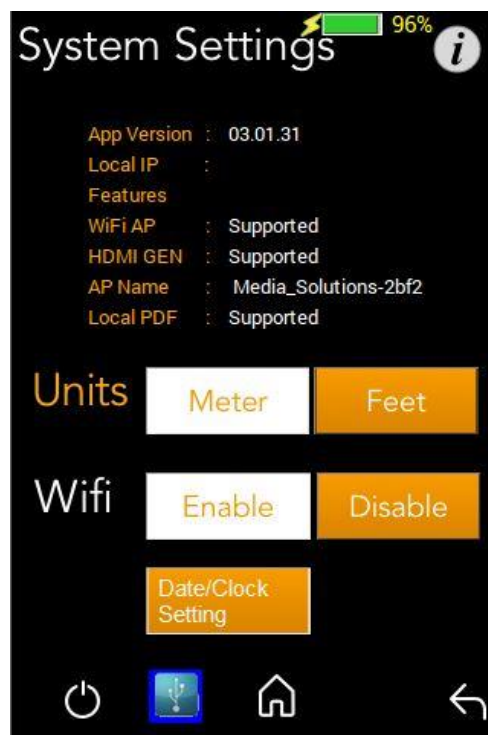 System Settings
96%
i
App Version : 03.01.31
Local IP :
Features
WiFi AP : Supported
HDMI GEN : Supported
AP Name : Media_Solutions-2bf2
Local PDF : Supported
Units Meter Feet
Wifi Enable Disable
Date/Clock
Setting